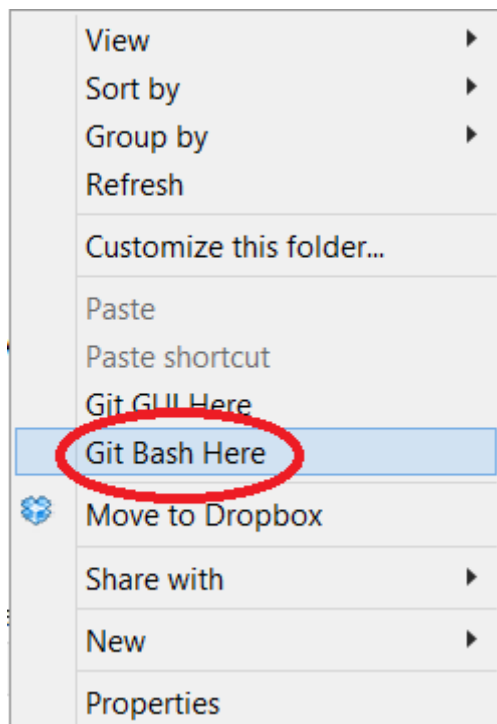 View
Sort by
Group by
Refresh
Customize this folder...
Paste
Paste shortcut
Git GUI Here
Git Bash Here
Move to Dropbox
Share with
New
Properties